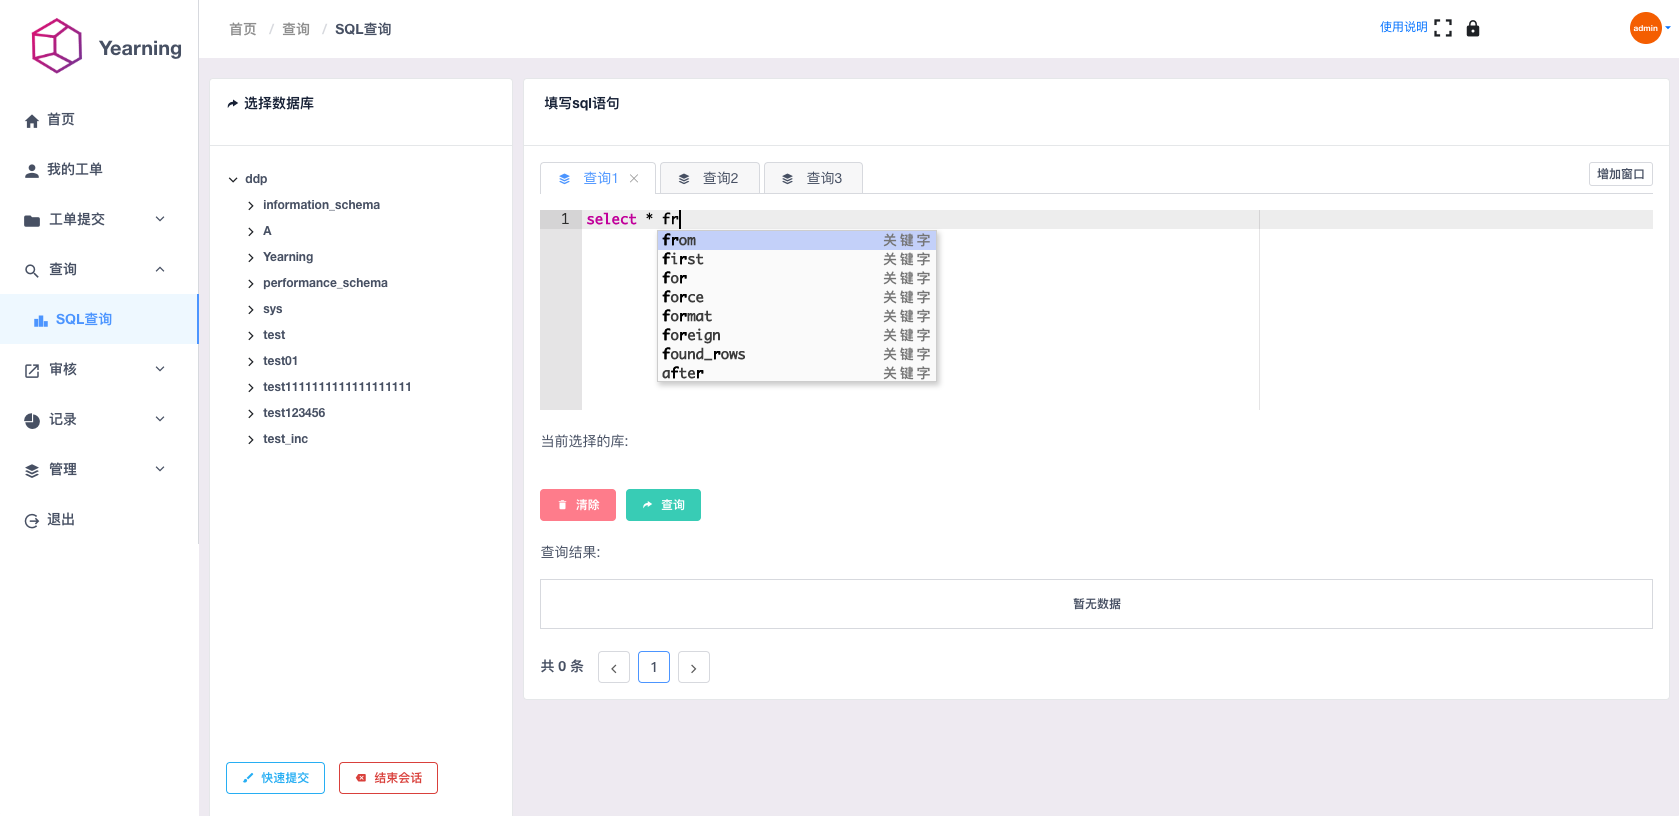 Yearning
首页
我的工单
工单提交
查询
SQL查询
审核
记录
管理
退出
首页 / 查询 / SQL查询
使用说明
admin
选择数据库
ddp
information_schema
A
Yearning
performance_schema
sys
test
test01
test1111111111111111
test123456
test_inc
快速提交
结束会话
填写sql语句
查询1
查询2
查询3
增加窗口
1 select * fr
from 关键字
first 关键字
for 关键字
force 关键字
format 关键字
foreign 关键字
found_rows 关键字
after 关键字
当前选择的库:
清除
查询
查询结果:
暂无数据
共 0 条
1